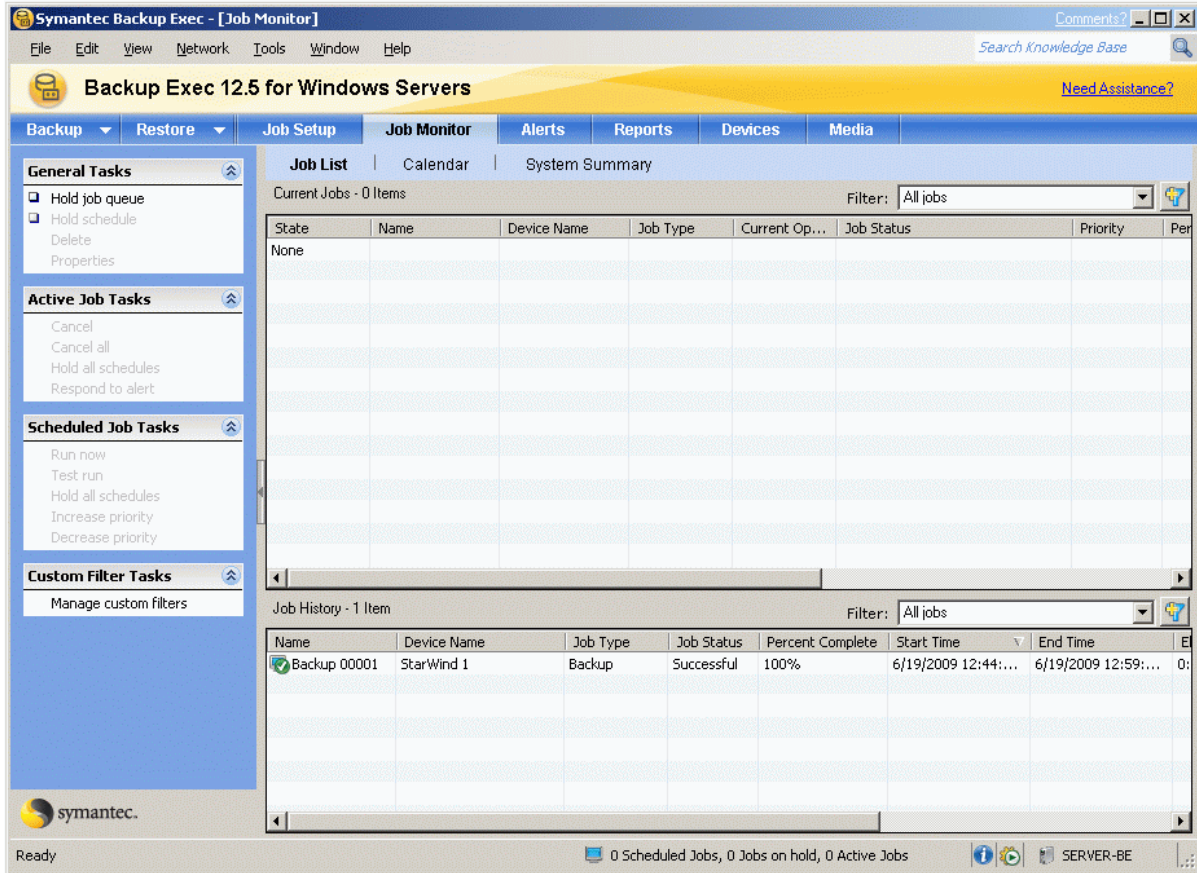 Symantec Backup Exec - [Job Monitor]
Comments?
File Edit View Network Tools Window Help
Search Knowledge Base
Backup Exec 12.5 for Windows Servers
Need Assistance?
Backup Restore Job Setup Job Monitor Alerts Reports Devices Media
General Tasks
Hold job queue
Hold schedule
Delete
Properties
Active Job Tasks
Cancel
Cancel all
Hold all schedules
Respond to alert
Scheduled Job Tasks
Run now
Test run
Hold all schedules
Increase priority
Decrease priority
Custom Filter Tasks
Manage custom filters
symantec.
Job List | Calendar | System Summary
Current Jobs - 0 Items
Filter: All jobs
State Name Device Name Job Type Current Op... Job Status Priority Per
None
Job History - 1 Item
Filter: All jobs
Name Device Name Job Type Job Status Percent Complete Start Time End Time El
Backup 00001 StarWind 1 Backup Successful 100% 6/19/2009 12:44:... 6/19/2009 12:59:... 0:
Ready
0 Scheduled Jobs, 0 Jobs on hold, 0 Active Jobs
SERVER-BE